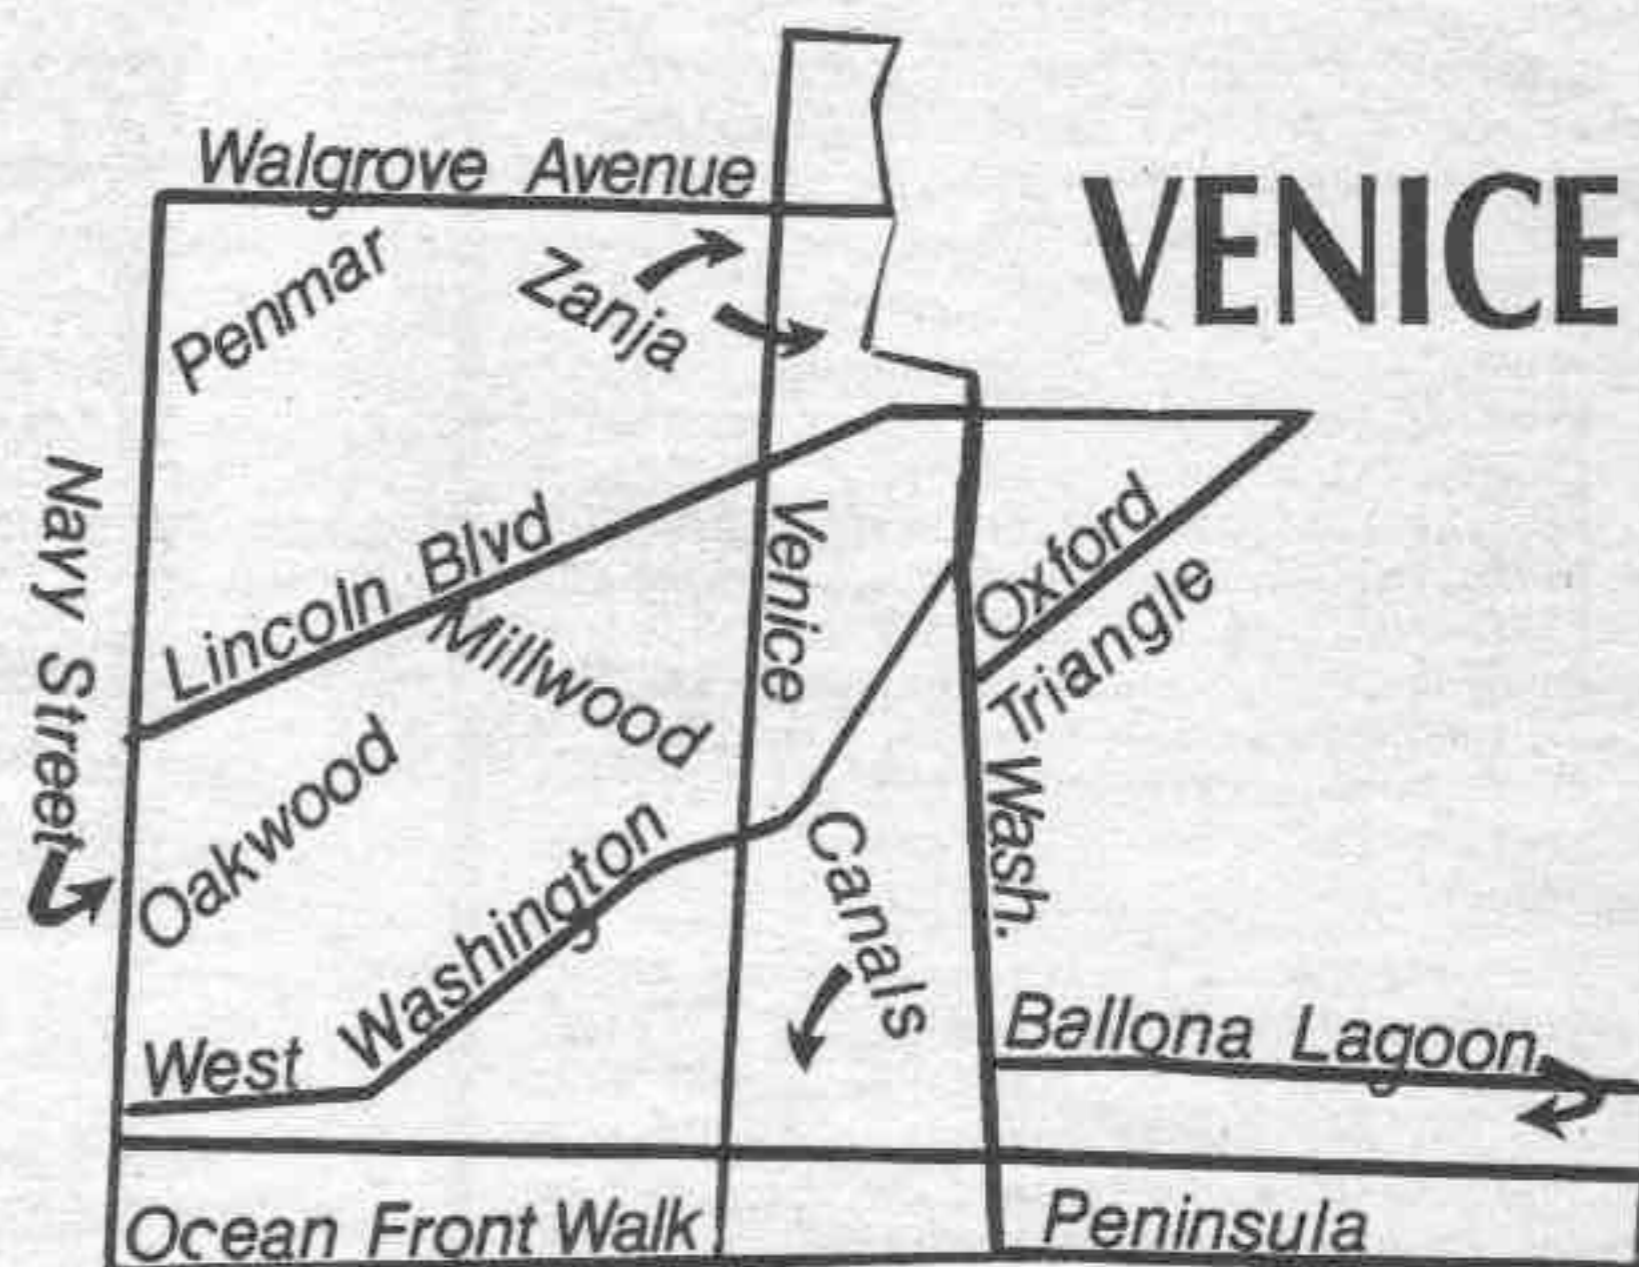 Walgrove Avenue
VENICE
Penmar
Zanja
Navy Street
Lincoln Blvd
Millwood
Venice
Oxford
Triangle
Oakwood
West Washington
Canals
Wash.
Ballona Lagoon
Ocean Front Walk
Peninsula